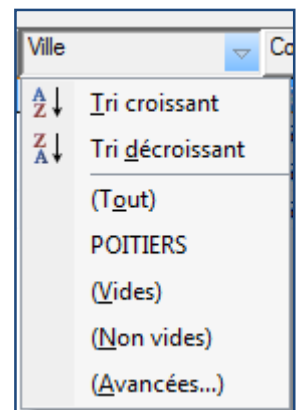 Ville Co
Tri croissant
Tri décroissant
(Tout)
POITIERS
(Vides)
(Non vides)
(Avancées...)